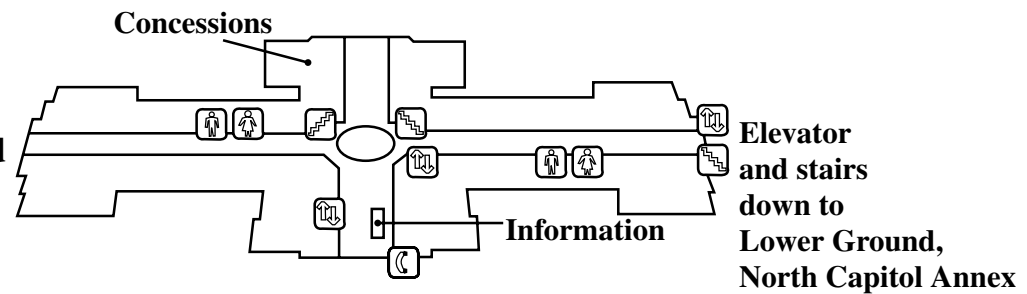 Concessions
Elevator
and stairs
down to
Lower Ground,
North Capitol Annex
Information